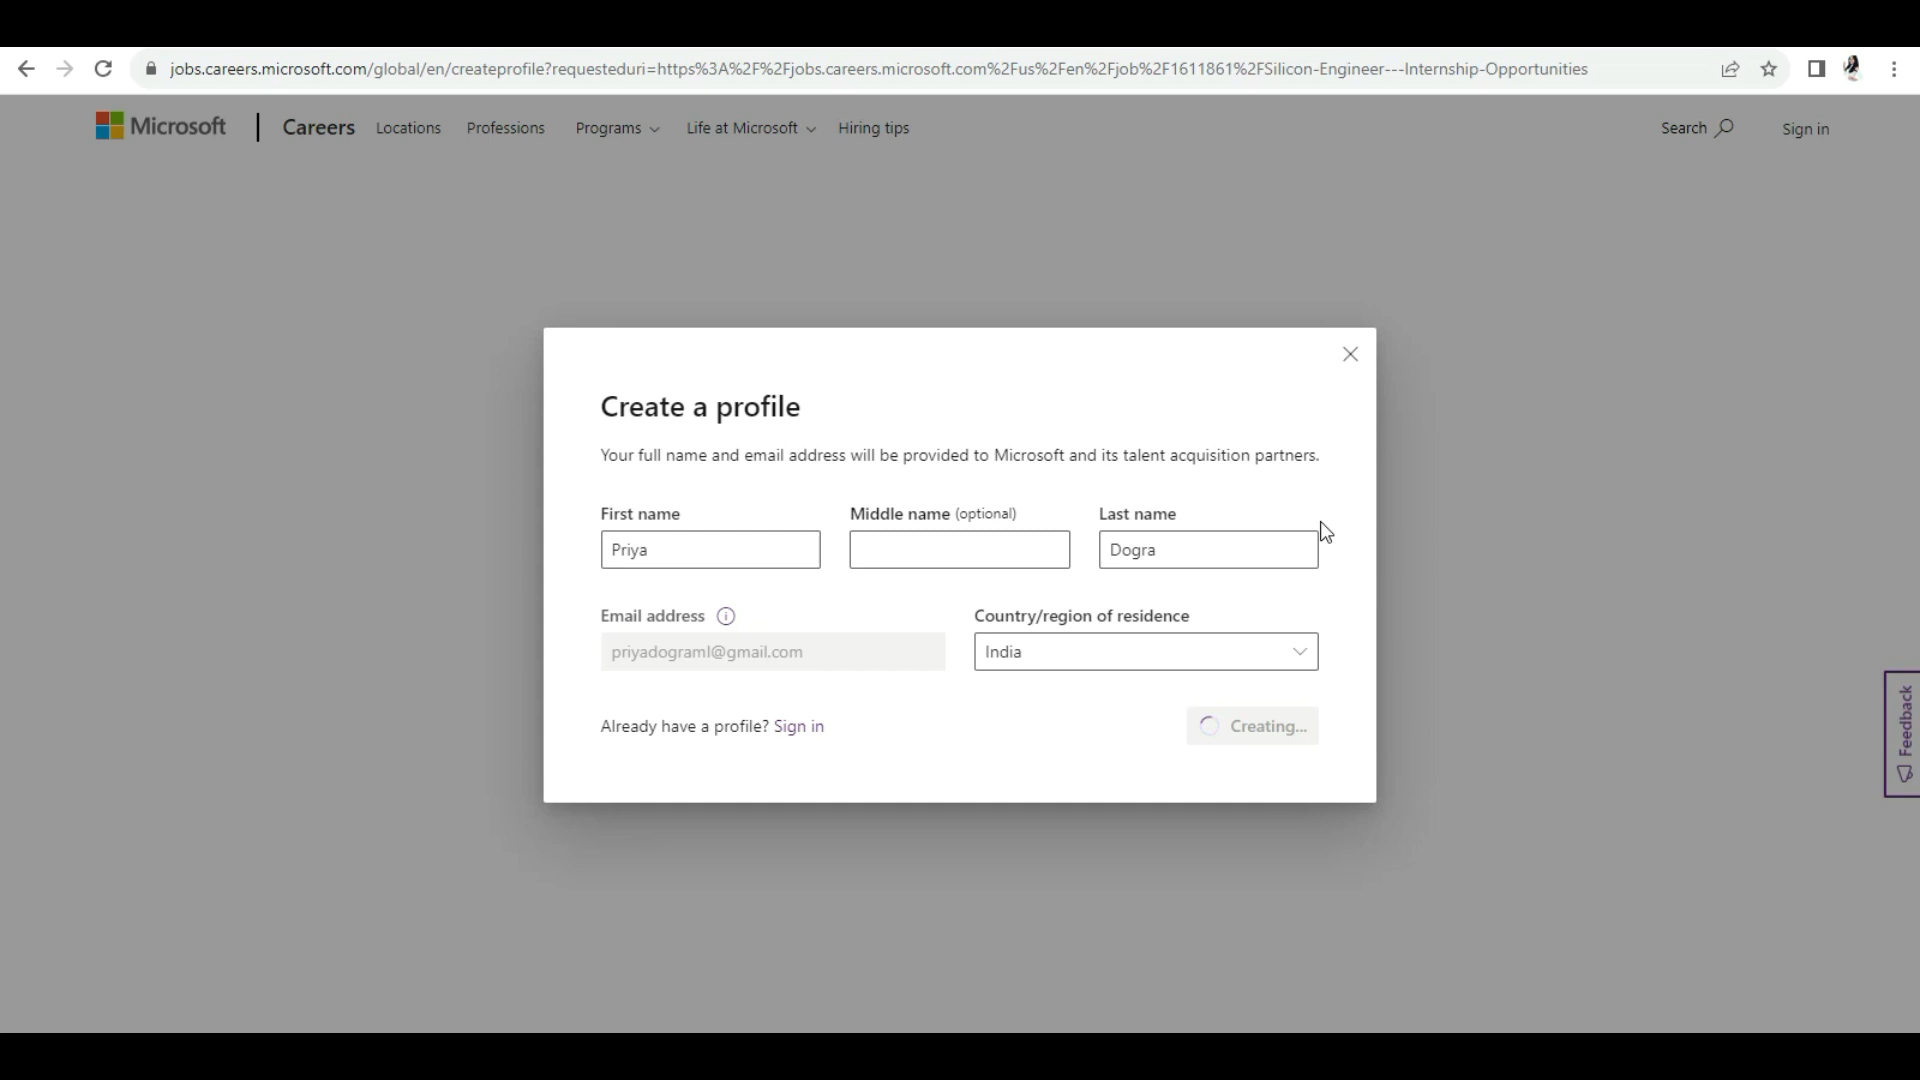 jobs.careers.microsoft.com/global/en/createprofile?requesteduri=https%3A%2F%2Fjobs.careers.microsoft.com%2Fus%2Fen%2Fjob%2F1611861%2FSilicon-Engineer---Internship-Opportunities
Microsoft Careers Locations Professions Programs Life at Microsoft Hiring tips Search Sign in
Create a profile
Your full name and email address will be provided to Microsoft and its talent acquisition partners.
First name Middle name (optional) Last name
Priya Dogra
Email address Country/region of residence
priyadograml@gmail.com India
Already have a profile? Sign in Creating...
Feedback